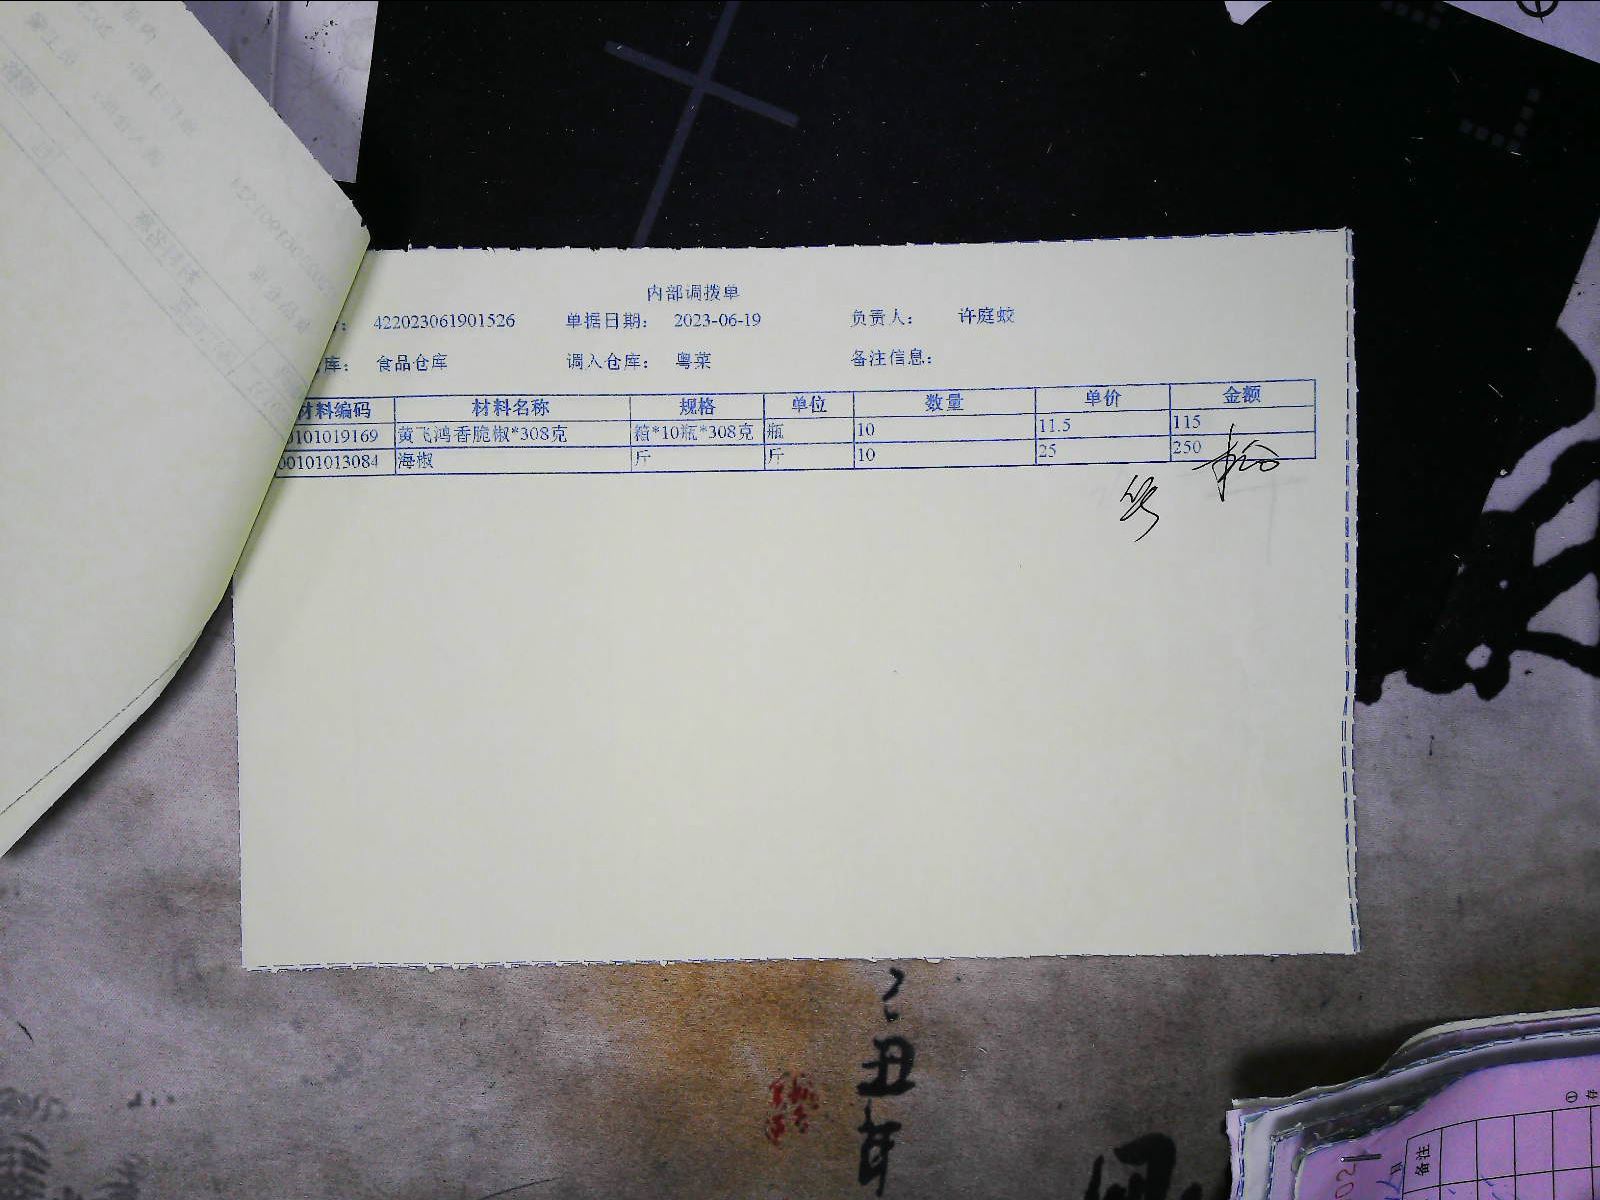 内部调拨单
：422023061901526 单据日期： 2023-06-19 负责人： 许庭蛟
库： 食品仓库 调入仓库： 粤菜 备注信息：
材料编码 材料名称 规格 单位 数量 单价 金额
0101019169 黄飞鸿香脆椒*308克 箱*10瓶*308克 瓶 10 11.5 115
00101013084 海椒 斤 斤 10 25 250
丑年
备注